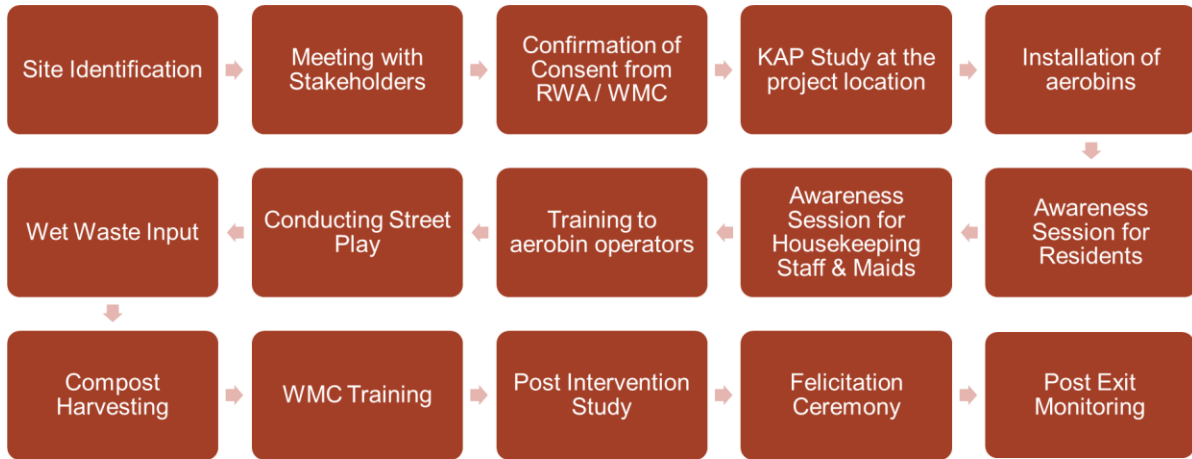 Site Identification
Meeting with
Stakeholders
Confirmation of
Consent from
RWA / WMC
KAP Study at the
project location
Installation of
aerobins
Awareness
Session for
Residents
Awareness
Session for
Housekeeping
Staff & Maids
Training to
aerobin operators
Conducting Street
Play
Wet Waste Input
Compost
Harvesting
WMC Training
Post Intervention
Study
Felicitation
Ceremony
Post Exit
Monitoring